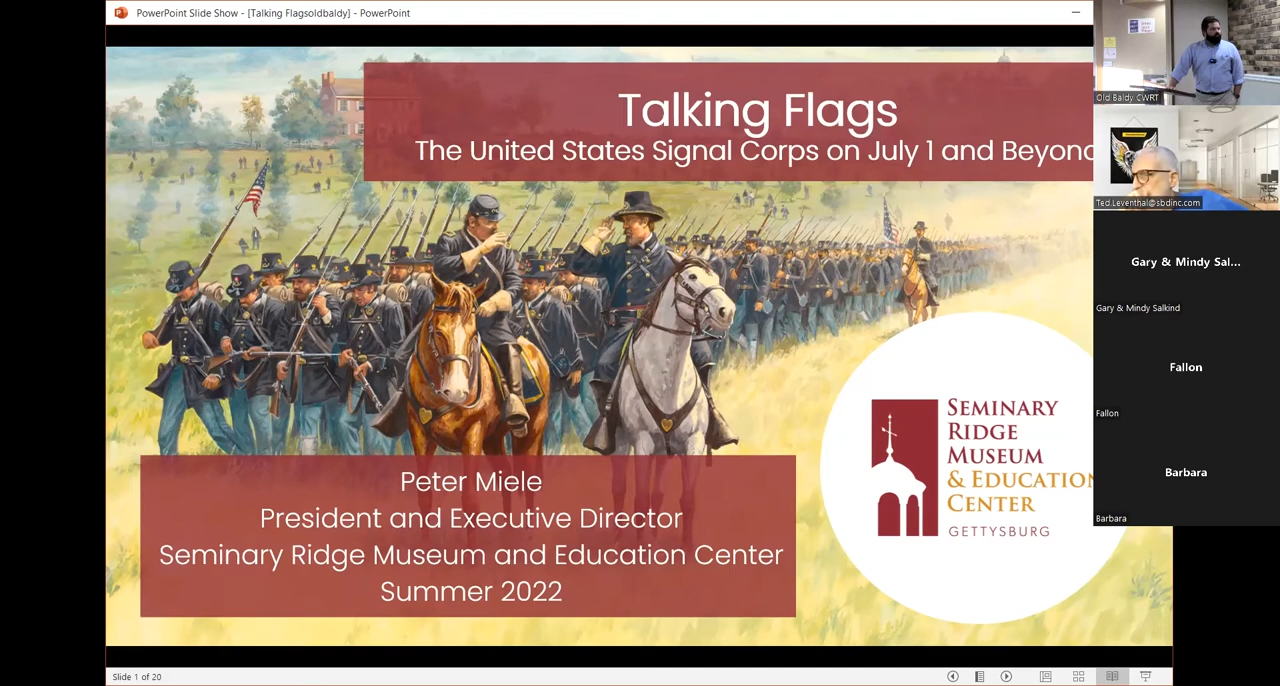 PowerPoint Slide Show - [Talking Flagsoldbaldy] - PowerPoint
Talking Flags
The United States Signal Corps on July 1 and Beyond
Peter Miele
President and Executive Director
Seminary Ridge Museum and Education Center
Summer 2022
SEMINARY
RIDGE
MUSEUM
& EDUCATION
CENTER
GETTYSBURG
Old Baldy CWRT
Ted.Leventhal@sbdinc.com
Gary & Mindy Sal...
Gary & Mindy Salkind
Fallon
Fallon
Barbara
Barbara
Slide 1 of 20